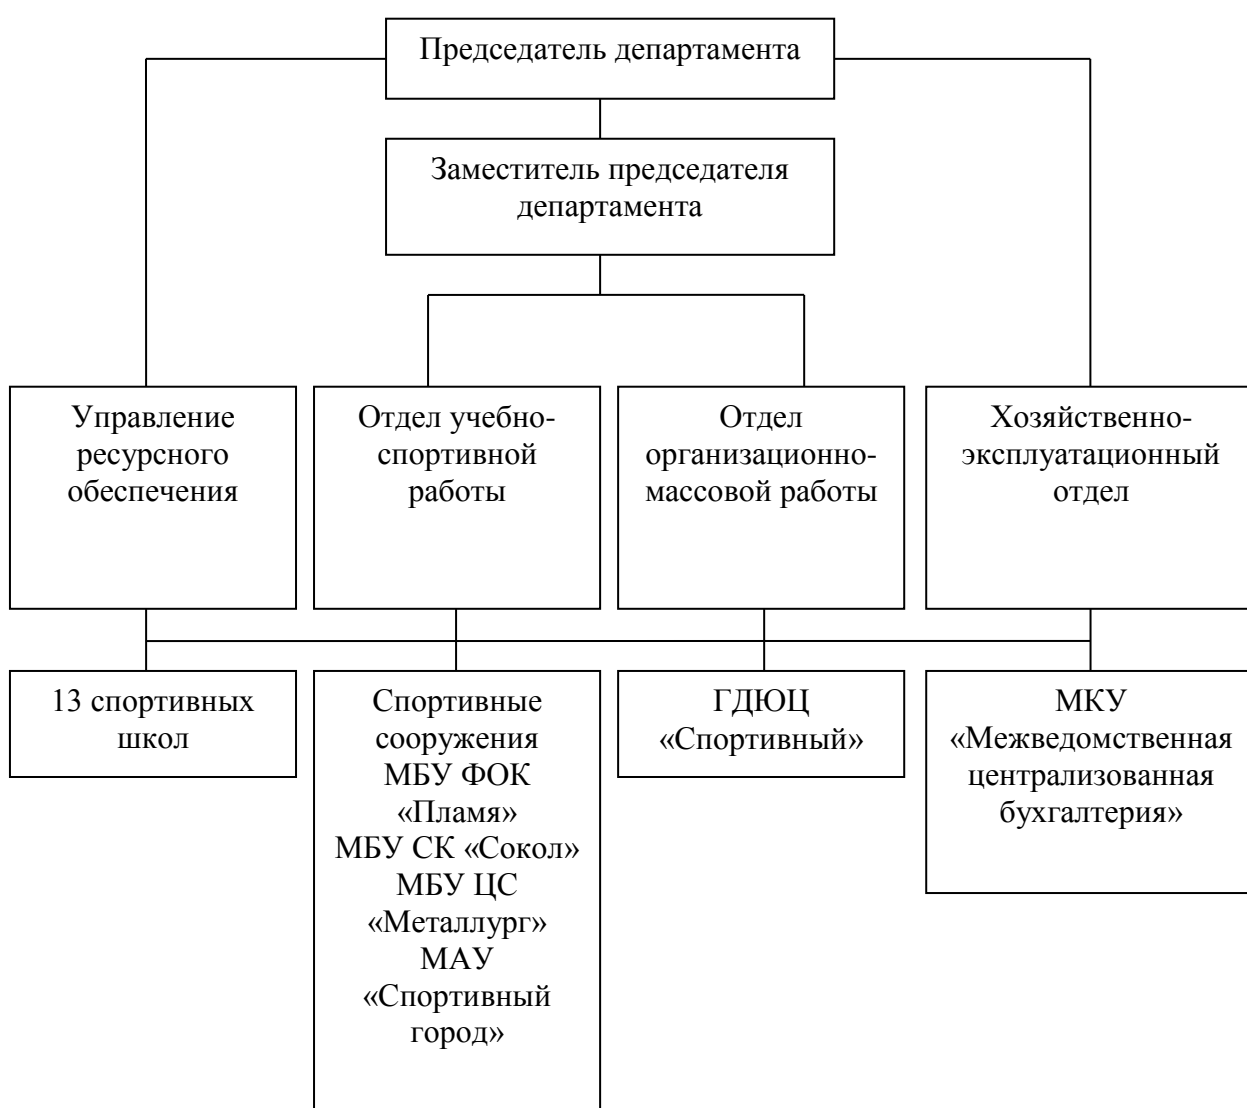 Председатель департамента
Заместитель председателя
департамента
Управление
ресурсного
обеспечения
Отдел учебно-
спортивной
работы
Отдел
организационно-
массовой работы
Хозяйственно-
эксплуатационный
отдел
13 спортивных
школ
Спортивные
сооружения
МБУ ФОК
«Пламя»
МБУ СК «Сокол»
МБУ ЦС
«Металлург»
МАУ
«Спортивный
город»
ГДЮЦ
«Спортивный»
МКУ
«Межведомственная
централизованная
бухгалтерия»